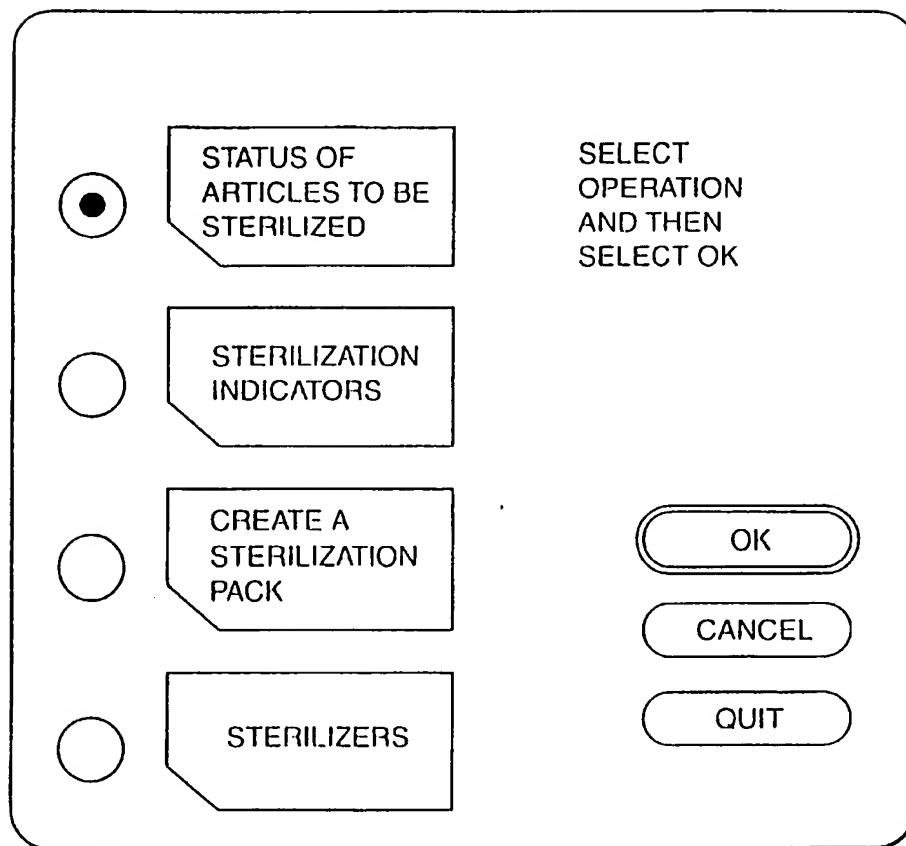 STATUS OF
ARTICLES TO BE
STERILIZED
SELECT
OPERATION
AND THEN
SELECT OK
STERILIZATION
INDICATORS
CREATE A
STERILIZATION
PACK
OK
CANCEL
STERILIZERS
QUIT